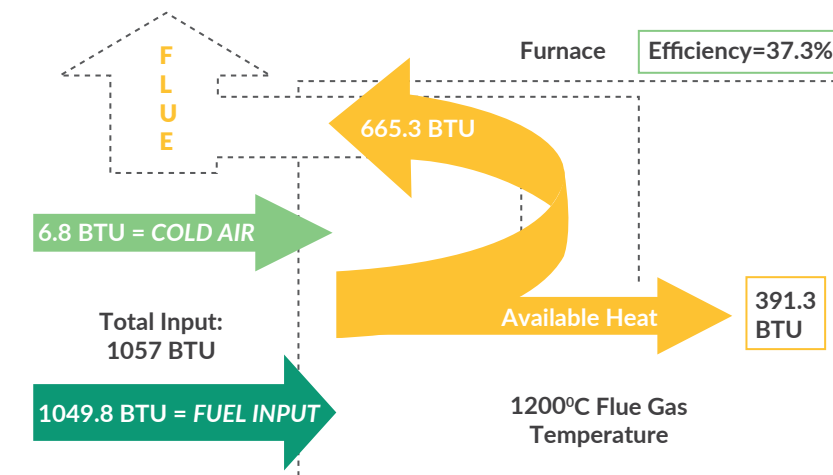 Furnace
Efficiency=37.3%
F
L
U
E
665.3 BTU
6.8 BTU = COLD AIR
Total Input:
1057 BTU
Available Heat
391.3
BTU
1049.8 BTU = FUEL INPUT
1200⁰C Flue Gas
Temperature